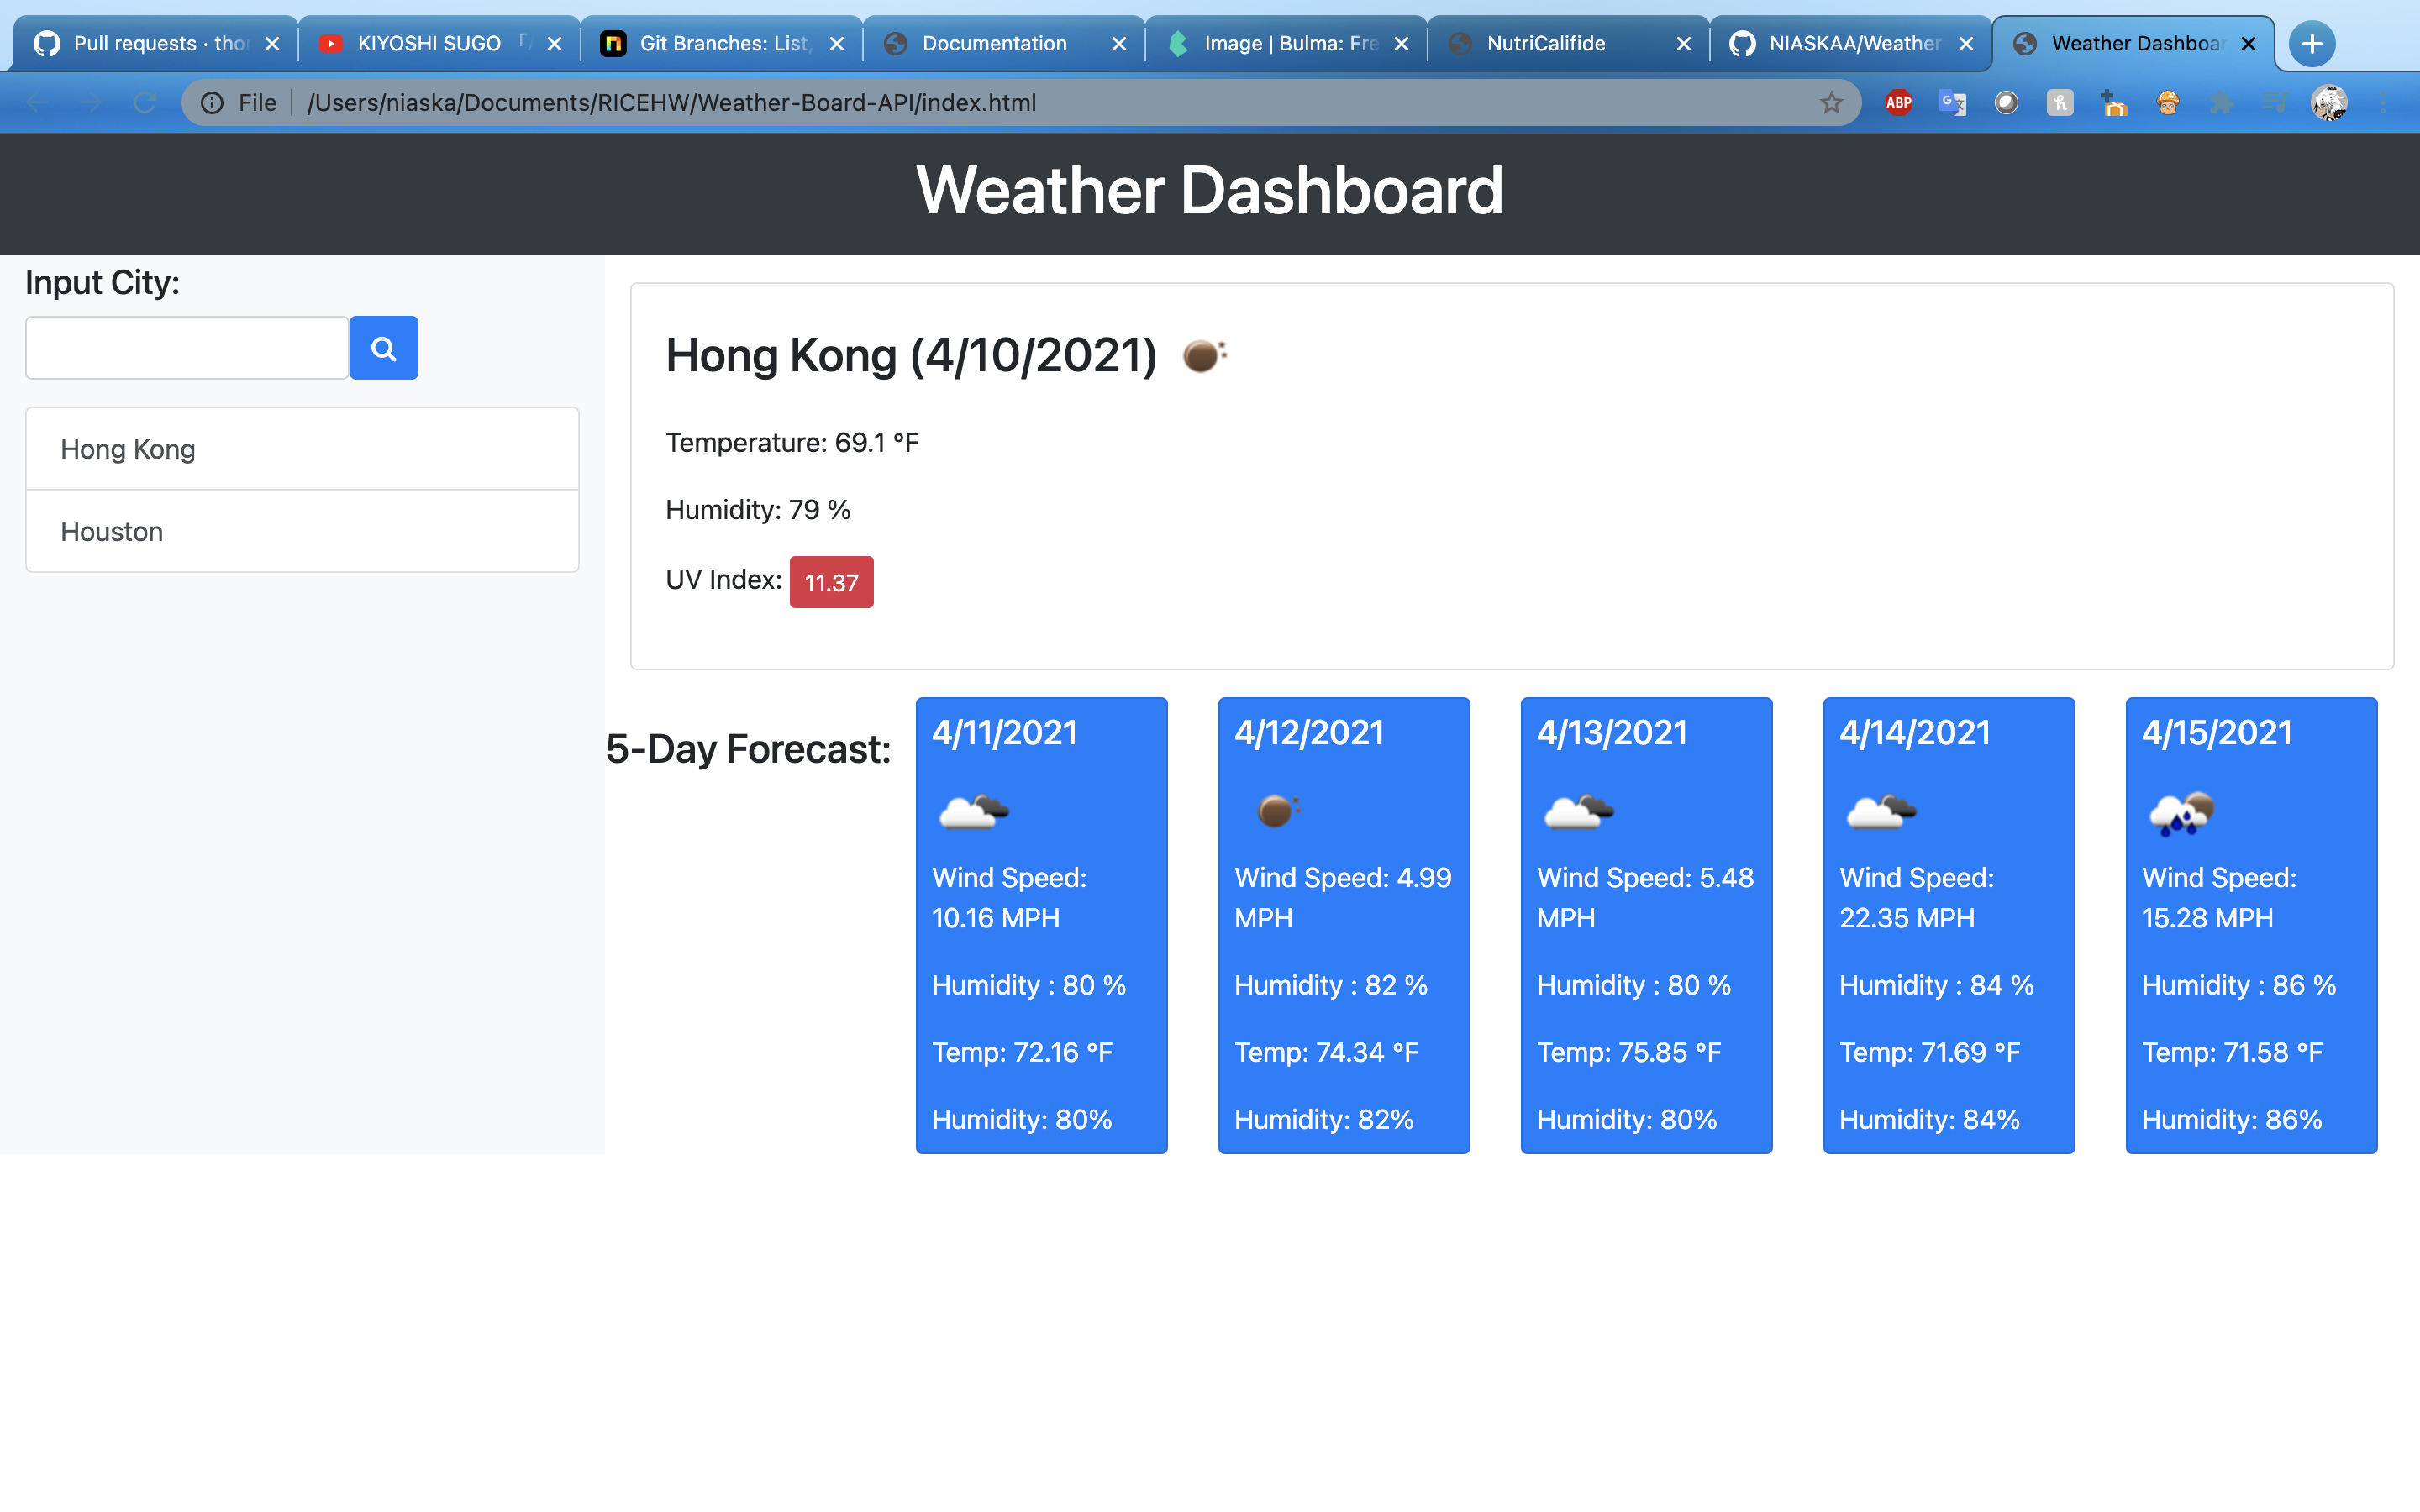 Pull requests · tho
KIYOSHI SUGO
Git Branches: List,
Documentation
Image | Bulma: Fre
NutriCalifide
NIASKAA/Weather
Weather Dashboar
File
/Users/niaska/Documents/RICEHW/Weather-Board-API/index.html
ABP
Weather Dashboard
Input City:
Hong Kong
Houston
Hong Kong (4/10/2021)
Temperature: 69.1 °F
Humidity: 79 %
UV Index: 11.37
5-Day Forecast:
4/11/2021
Wind Speed:
10.16 MPH
Humidity : 80 %
Temp: 72.16 °F
Humidity: 80%
4/12/2021
Wind Speed: 4.99
MPH
Humidity : 82 %
Temp: 74.34 °F
Humidity: 82%
4/13/2021
Wind Speed: 5.48
MPH
Humidity : 80 %
Temp: 75.85 °F
Humidity: 80%
4/14/2021
Wind Speed:
22.35 MPH
Humidity : 84 %
Temp: 71.69 °F
Humidity: 84%
4/15/2021
Wind Speed:
15.28 MPH
Humidity : 86 %
Temp: 71.58 °F
Humidity: 86%